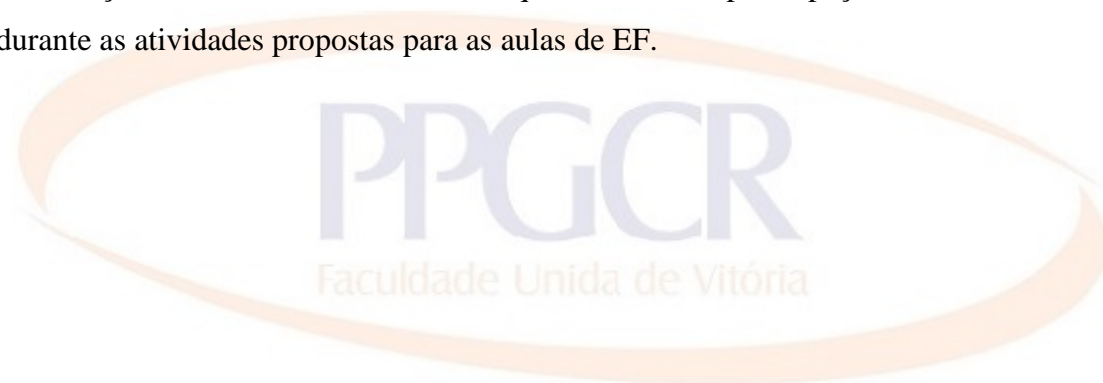 durante as atividades propostas para as aulas de EF.
PPGCR
Faculdade Unida de Vitória